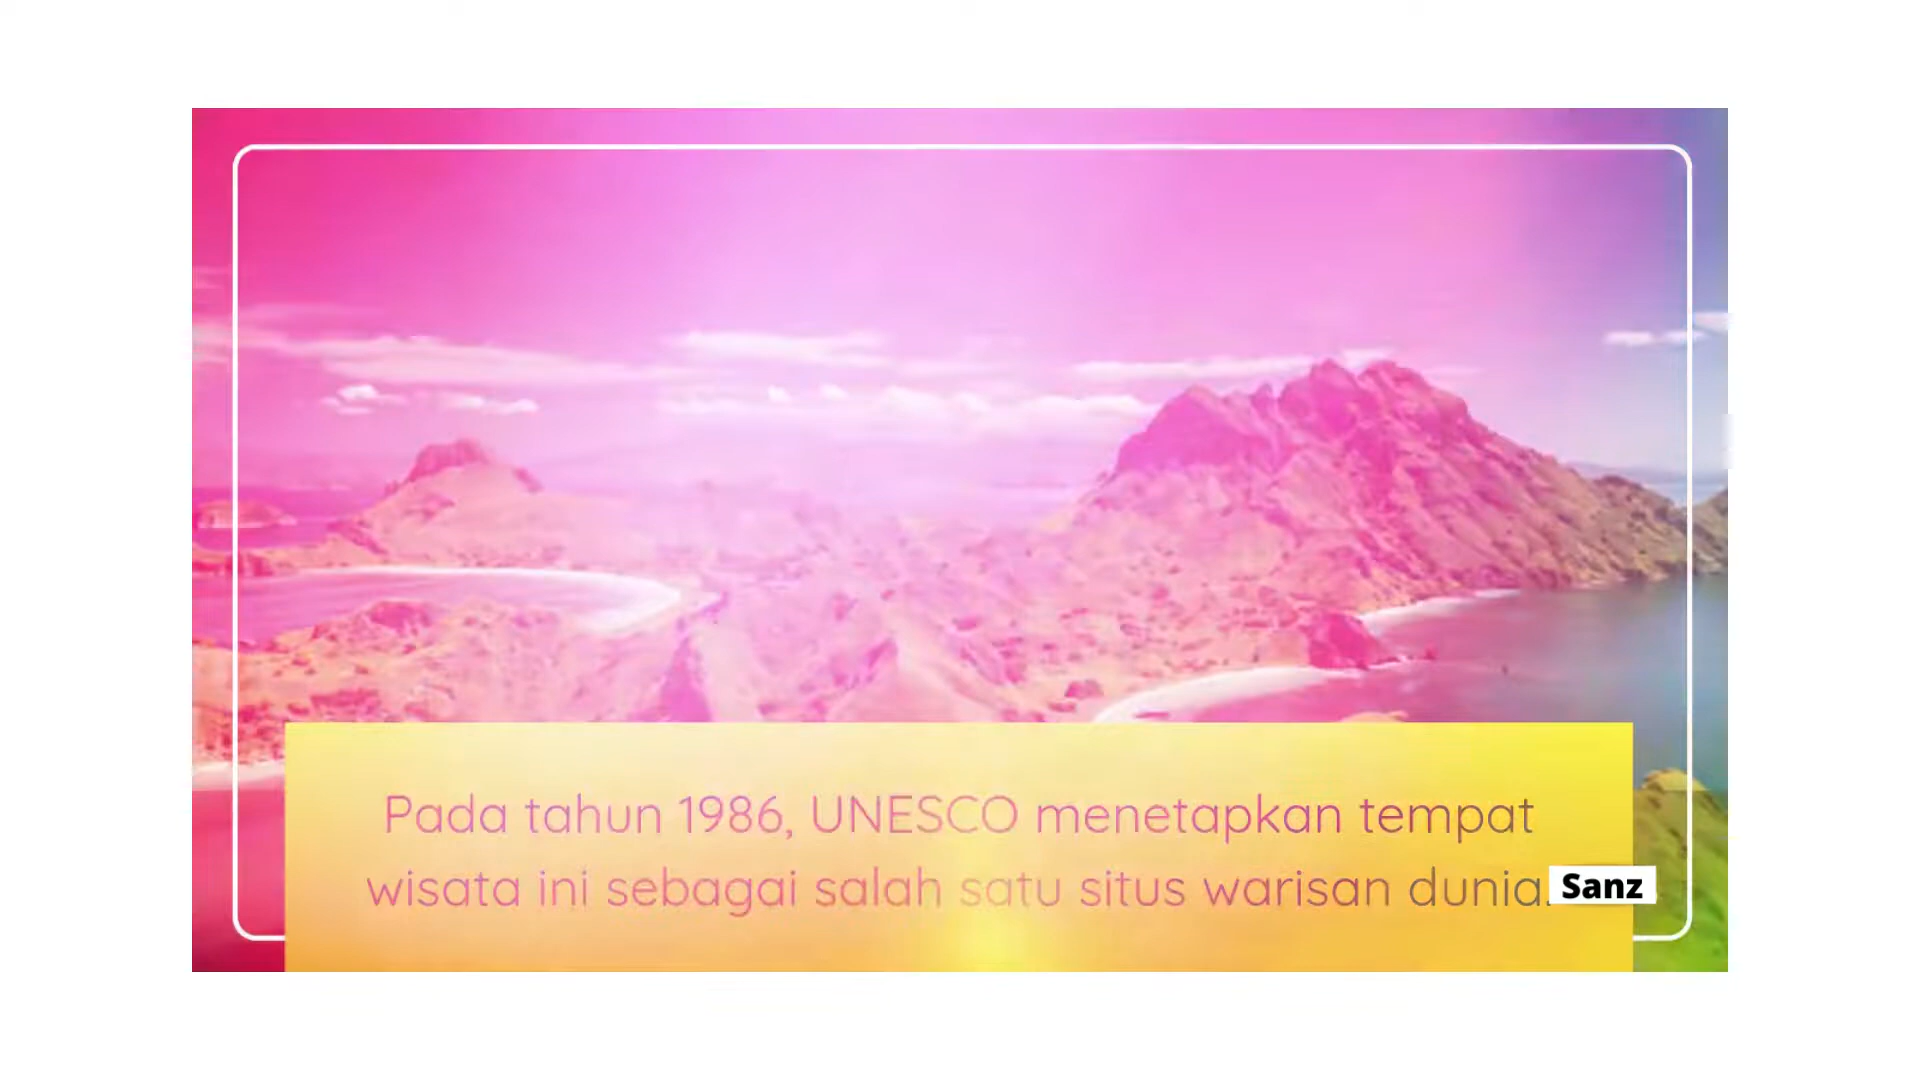 Pada tahun 1986, UNESCO menetapkan tempat
wisata ini sebagai salah satu situs warisan dunia.
Sanz